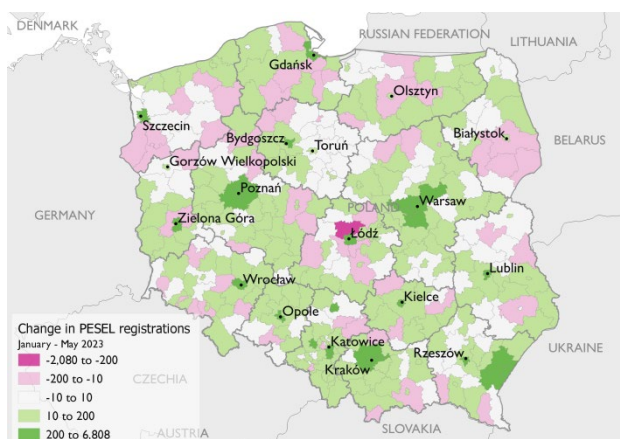 DENMARK
RUSSIAN FEDERATION
LITHUANIA
Gdańsk
Olsztyn
Szczecin
Bydgoszcz
Toruń
Białystok
BELARUS
Gorzów Wielkopolski
Poznań
POLAND
Warsaw
GERMANY
Zielona Góra
Łódź
Wrocław
Lublin
Opole
Kielce
Change in PESEL registrations
January - May 2023
-2,080 to -200
-200 to -10
-10 to 10
10 to 200
200 to 6,808
Katowice
Kraków
Rzeszów
UKRAINE
CZECHIA
SLOVAKIA
AUSTRIA